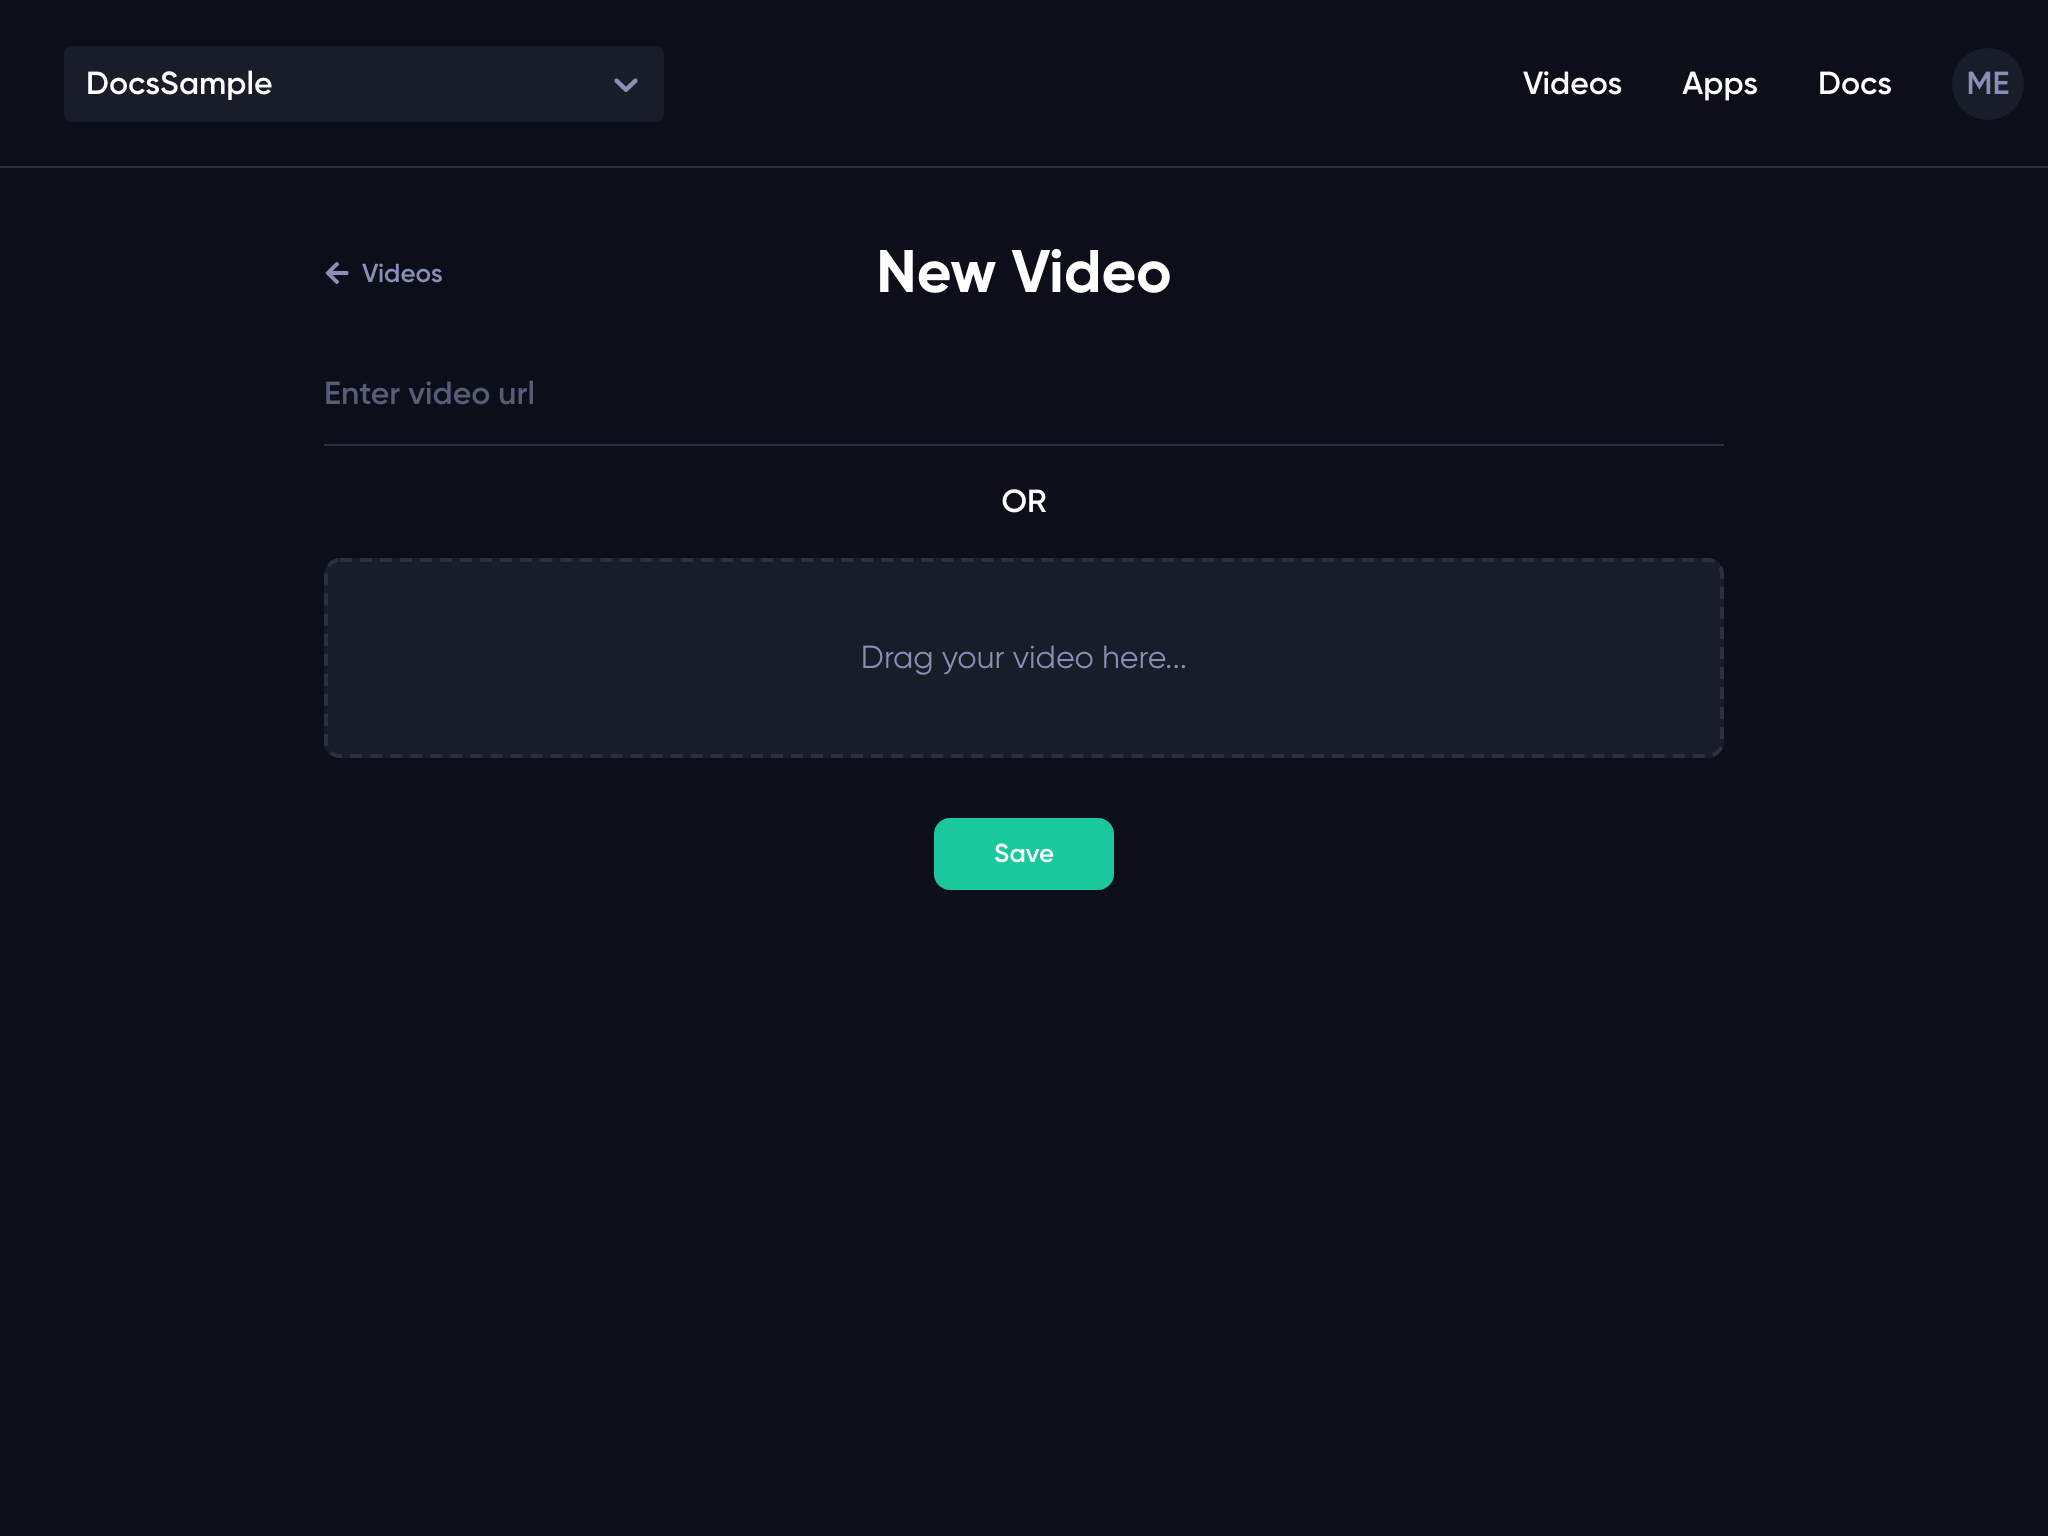 DocsSample
Videos Apps Docs ME
Videos
New Video
Enter video url
OR
Drag your video here...
Save